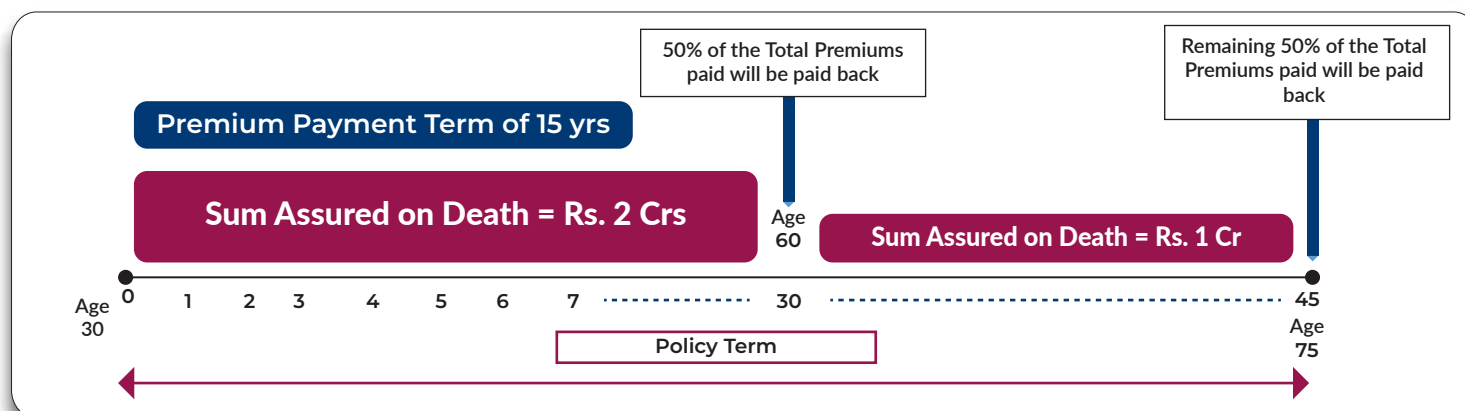 50% of the Total Premiums
paid will be paid back
Remaining 50% of the Total
Premiums paid will be paid
back
Premium Payment Term of 15 yrs
Sum Assured on Death = Rs. 2 Crs
Age
60
Sum Assured on Death = Rs. 1 Cr
Age
30
0 1 2 3 4 5 6 7 30 45
Age
75
Policy Term